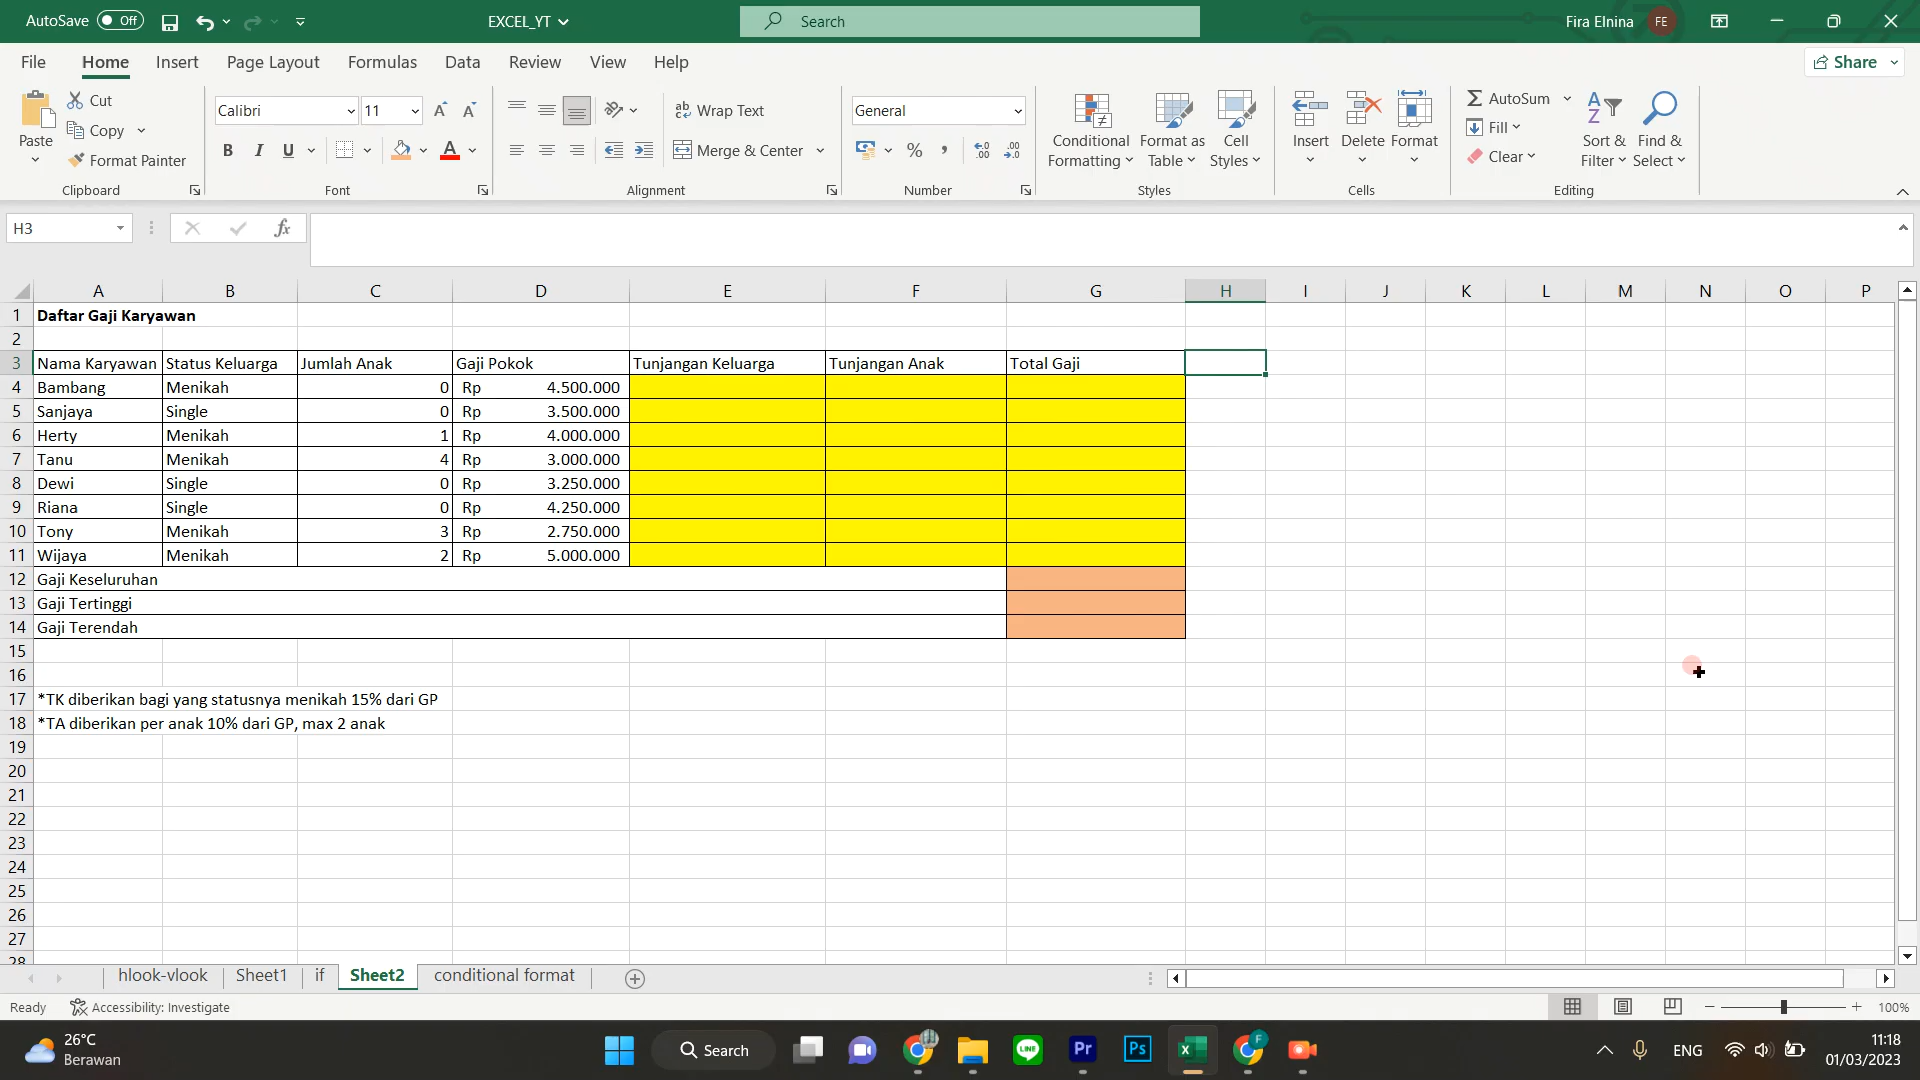 AutoSave Off EXCEL_YT Search Fira Elnina FE
File Home Insert Page Layout Formulas Data Review View Help Share
Paste
Cut
Copy
Format Painter
Clipboard
Calibri 11
B I U A
Font
ab Wrap Text
Merge & Center
Alignment
General
%
Number
Conditional Formatting
Format as Table
Cell Styles
Styles
Insert
Delete
Format
Cells
AutoSum
Fill
Clear
Sort & Filter
Find & Select
Editing
H3 fx
A B C D E F G H I J K L M N O P
1 Daftar Gaji Karyawan
2
3 Nama Karyawan Status Keluarga Jumlah Anak Gaji Pokok Tunjangan Keluarga Tunjangan Anak Total Gaji
4 Bambang Menikah 0 Rp 4.500.000
5 Sanjaya Single 0 Rp 3.500.000
6 Herty Menikah 1 Rp 4.000.000
7 Tanu Menikah 4 Rp 3.000.000
8 Dewi Single 0 Rp 3.250.000
9 Riana Single 0 Rp 4.250.000
10 Tony Menikah 3 Rp 2.750.000
11 Wijaya Menikah 2 Rp 5.000.000
12 Gaji Keseluruhan
13 Gaji Tertinggi
14 Gaji Terendah
15
16
17 *TK diberikan bagi yang statusnya menikah 15% dari GP
18 *TA diberikan per anak 10% dari GP, max 2 anak
19
20
21
22
23
24
25
26
27
28
hlook-vlook Sheet1 if Sheet2 conditional format
Ready Accessibility: Investigate 100%
26°C
Berawan
Search
LINE Pr Ps X F
ENG
11:18
01/03/2023